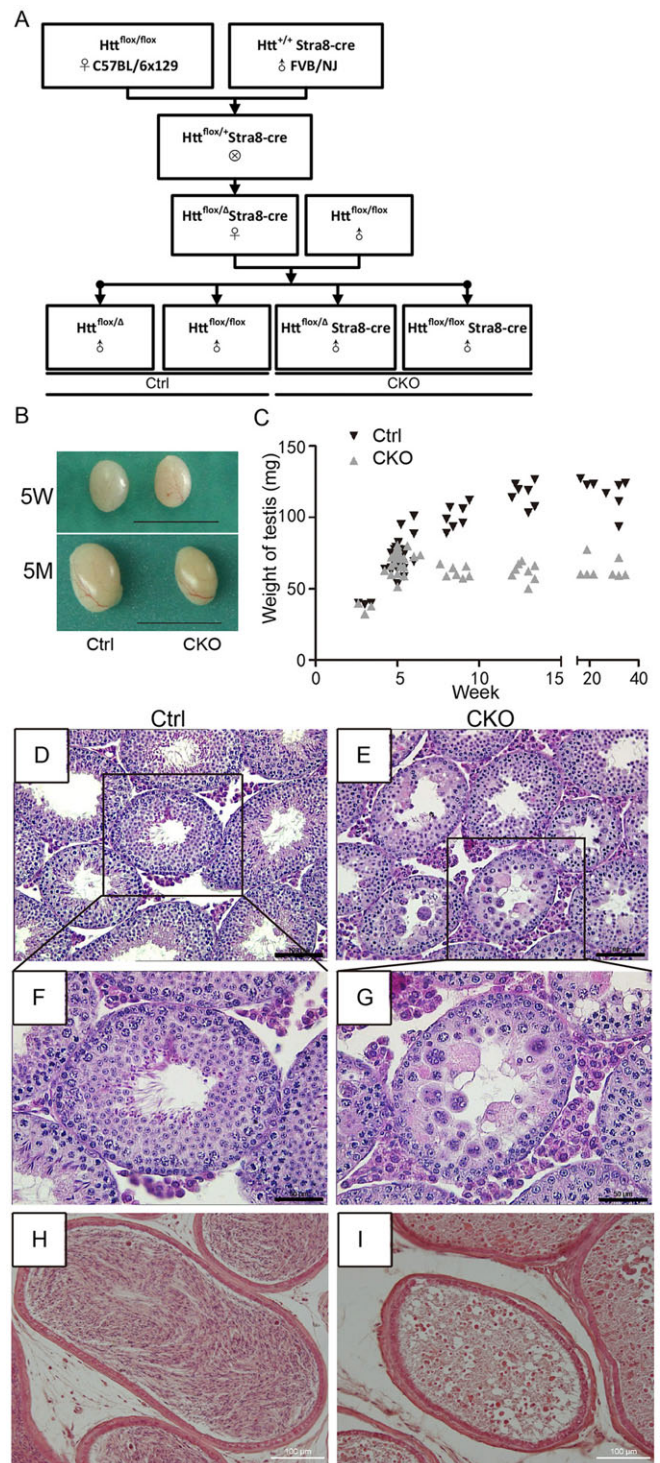 A
Htt^flox/flox
♀ C57BL/6x129
Htt^+/+ Stra8-cre
♂ FVB/NJ
Htt^flox/+ Stra8-cre
⊗
Htt^flox/Δ Stra8-cre
♀
Htt^flox/flox
♂
Htt^flox/Δ
♂
Htt^flox/flox
♂
Htt^flox/Δ Stra8-cre
♂
Htt^flox/flox Stra8-cre
♂
Ctrl
CKO
B
5W
5M
Ctrl
CKO
C
Ctrl
CKO
Weight of testis (mg)
150
100
50
0
0
5
10
15
20
30
40
Week
Ctrl
CKO
D
E
F
G
50 μm
H
I
100 μm
100 μm